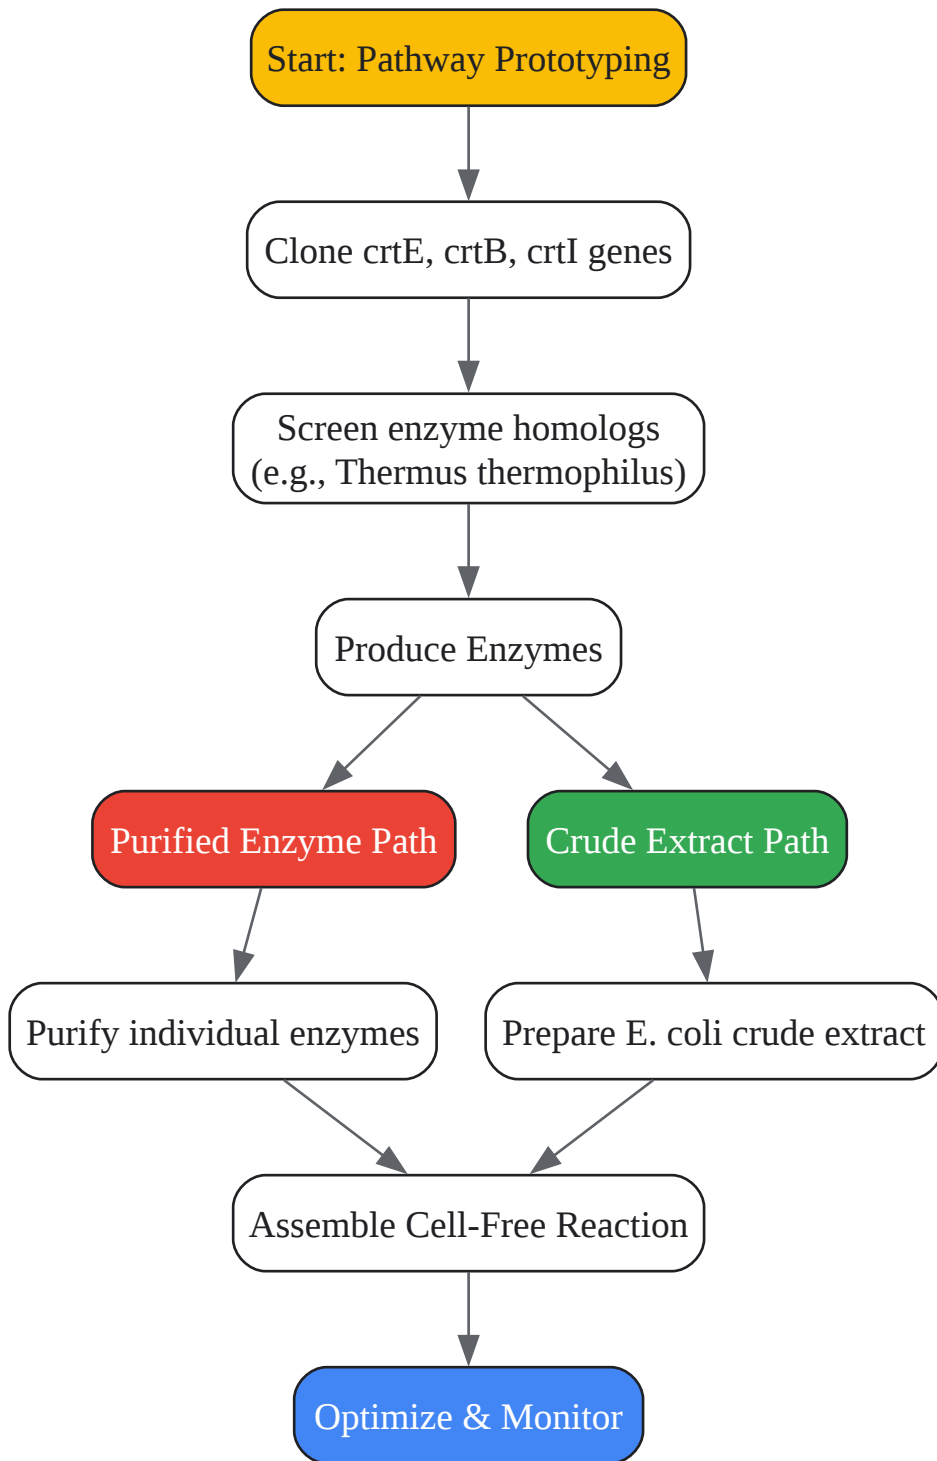 Start: Pathway Prototyping
Clone crtE, crtB, crtI genes
Screen enzyme homologs
(e.g., Thermus thermophilus)
Produce Enzymes
Purified Enzyme Path
Crude Extract Path
Purify individual enzymes
Prepare E. coli crude extract
Assemble Cell-Free Reaction
Optimize & Monitor